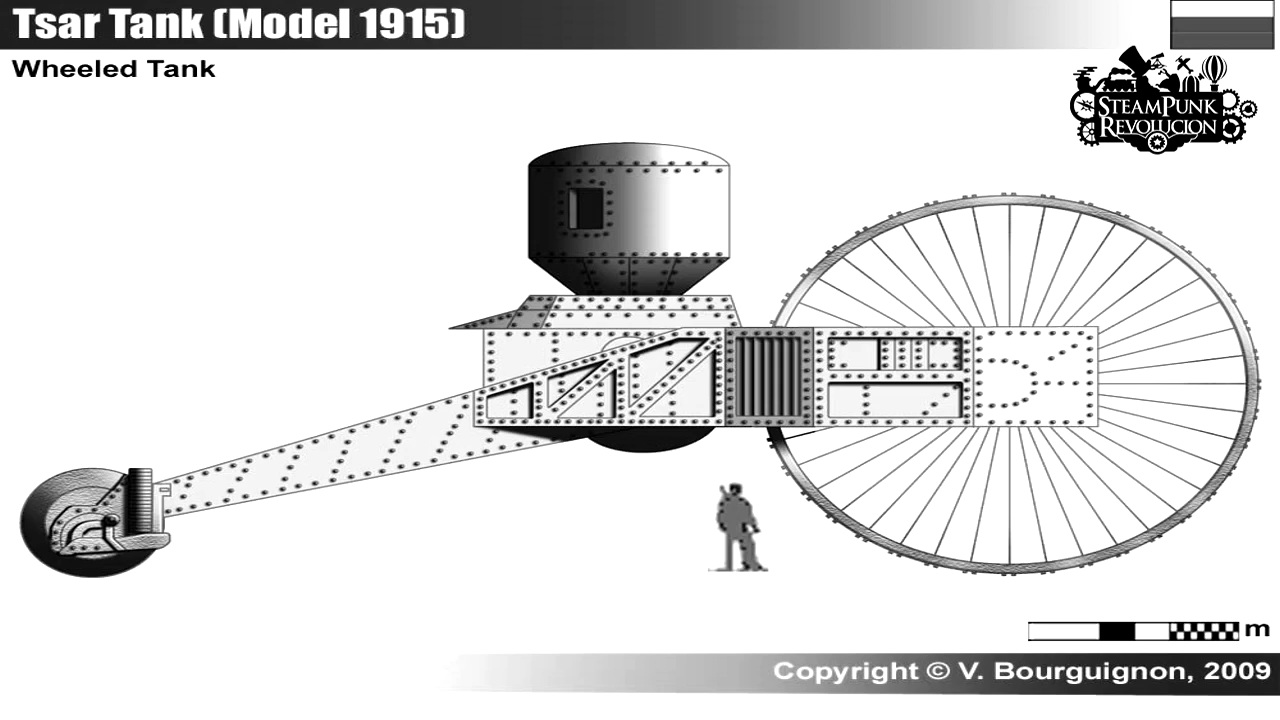 Tsar Tank (Model 1915)
Wheeled Tank
STEAMPUNK
REVOLUCION
m
Copyright © V. Bourguignon, 2009